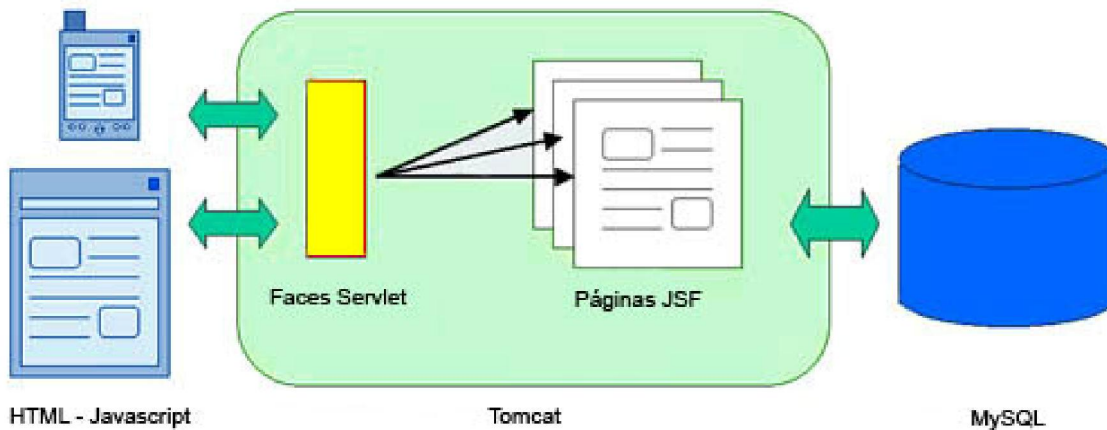 Faces Servlet
Páginas JSF
HTML - Javascript
Tomcat
MySQL